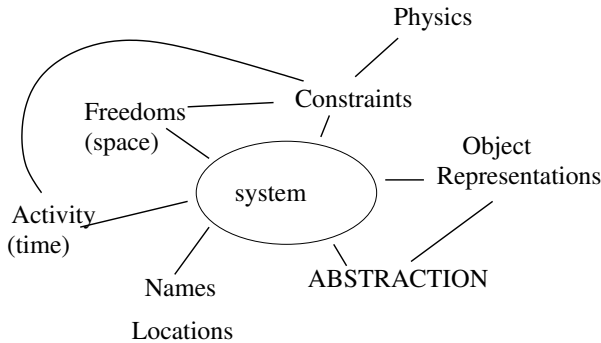 Physics
Constraints
Freedoms
(space)
Object
Representations
system
Activity
(time)
ABSTRACTION
Names
Locations